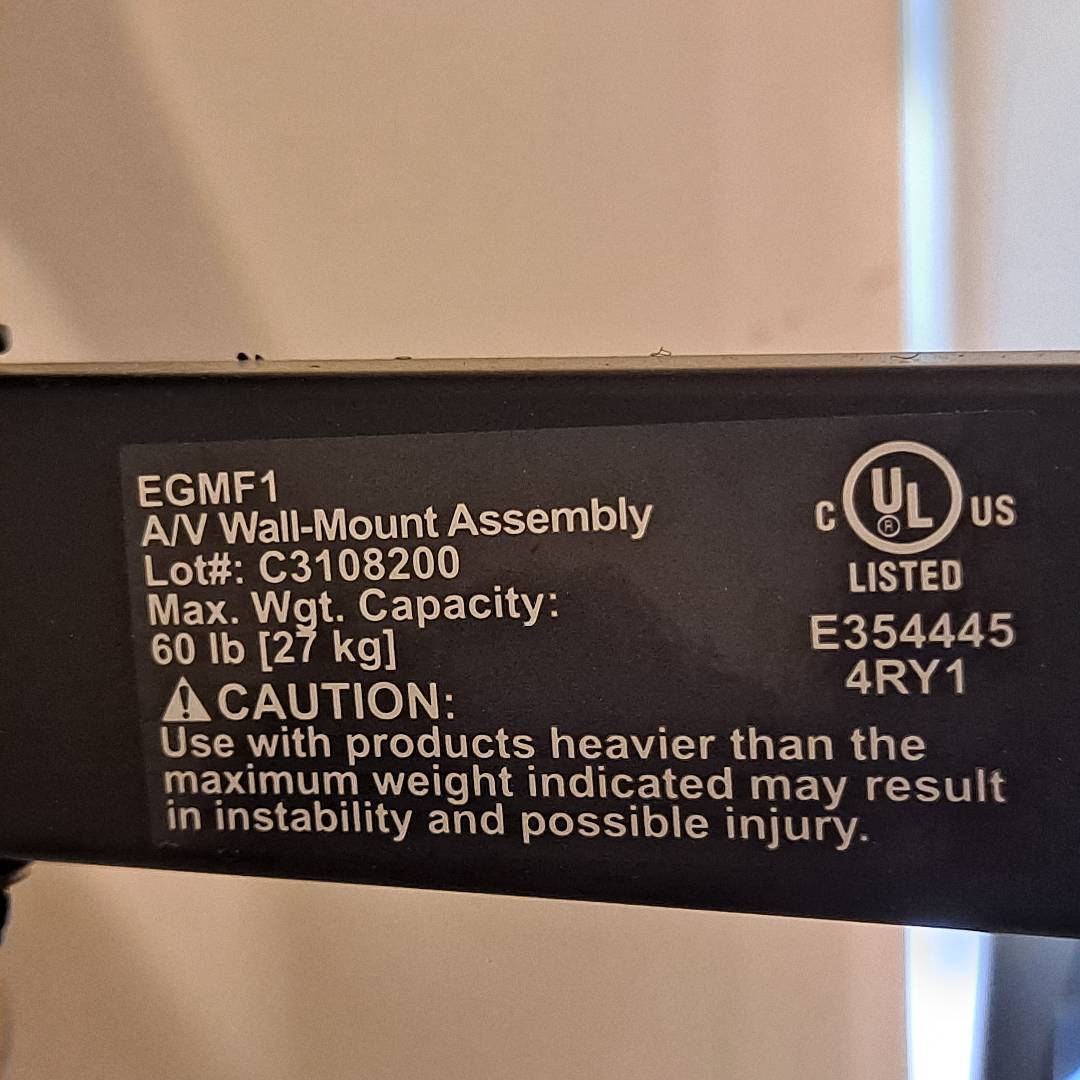 EGMF1
A/V Wall-Mount Assembly
Lot#: C3108200
Max. Wgt. Capacity:
60 lb [27 kg]
⚠CAUTION:
Use with products heavier than the
maximum weight indicated may result
in instability and possible injury.
C UL® US
LISTED
E354445
4RY1